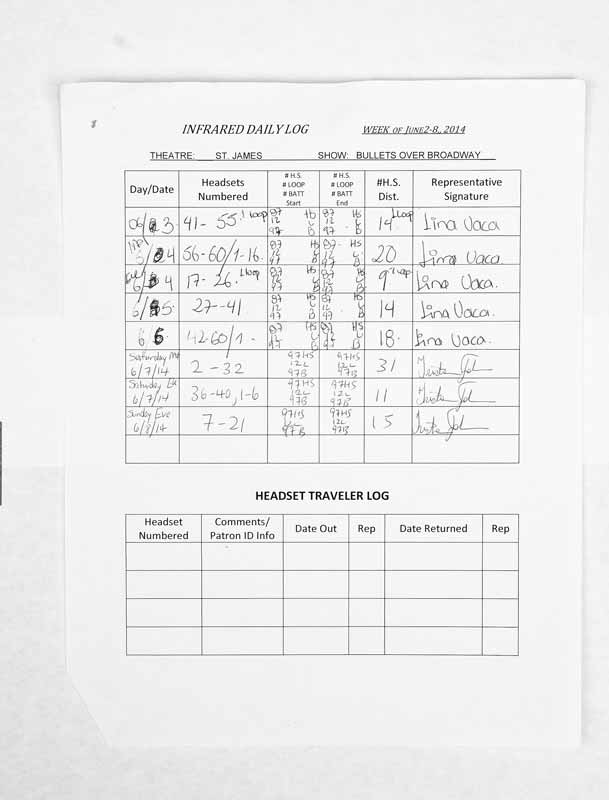 INFRARED DAILY LOG WEEK OF JUNE2-8, 2014
THEATRE: ST. JAMES SHOW: BULLETS OVER BROADWAY
Day/Date Headsets Numbered # H.S. # LOOP # BATT Start # H.S. # LOOP # BATT End #H.S. Dist. Representative Signature
06/3 41-55. 1 Loop 97 HS 12 L 97 B 97 HS 12 L 97 B 14 1 Loop Lina Vaca
4 56-60/1-16. 97 HS 12 L 97 B 97 HS 12 L 97 B 20 Lina Vaca.
6/4 17-26. 1 loop 97 HS 12 L 97 B 97 HS 12 L 97 B 9 1 Loop Lina Vaca.
6/5 27-41 97 HS 12 L 97 B 97 HS 12 L 97 B 14 Lina Vaca.
6/6 42-60/1- 97 HS 12 L 97 B 97 HS 12 L 97 B 18. Lina Vaca.
Saturday Mat 6/7/14 2-32 97HS 12L 97B 97HS 12L 97B 31
Saturday Eve 6/7/14 36-40, 1-6 97HS 12L 97B 97HS 12L 97B 11
Sunday Eve 6/8/14 7-21 97HS 12L 97B 97HS 12L 97B 15
HEADSET TRAVELER LOG
Headset Numbered Comments/ Patron ID Info Date Out Rep Date Returned Rep